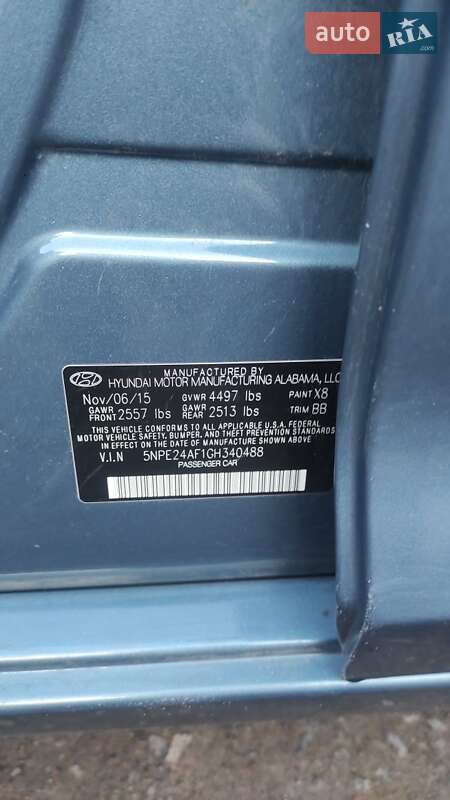 auto RIA.com
MANUFACTURED BY
HYUNDAI MOTOR MANUFACTURING ALABAMA, LLC
Nov/06/15 GVWR 4497 lbs PAINT X8
GAWR FRONT 2557 lbs GAWR REAR 2513 lbs TRIM BB
THIS VEHICLE CONFORMS TO ALL APPLICABLE U.S.A. FEDERAL
MOTOR VEHICLE SAFETY, BUMPER, AND THEFT PREVENTION
STANDARDS IN EFFECT ON THE DATE OF MANUFACTURE SHOWN ABOVE.
V.I.N 5NPE24AF1GH340488
PASSENGER CAR